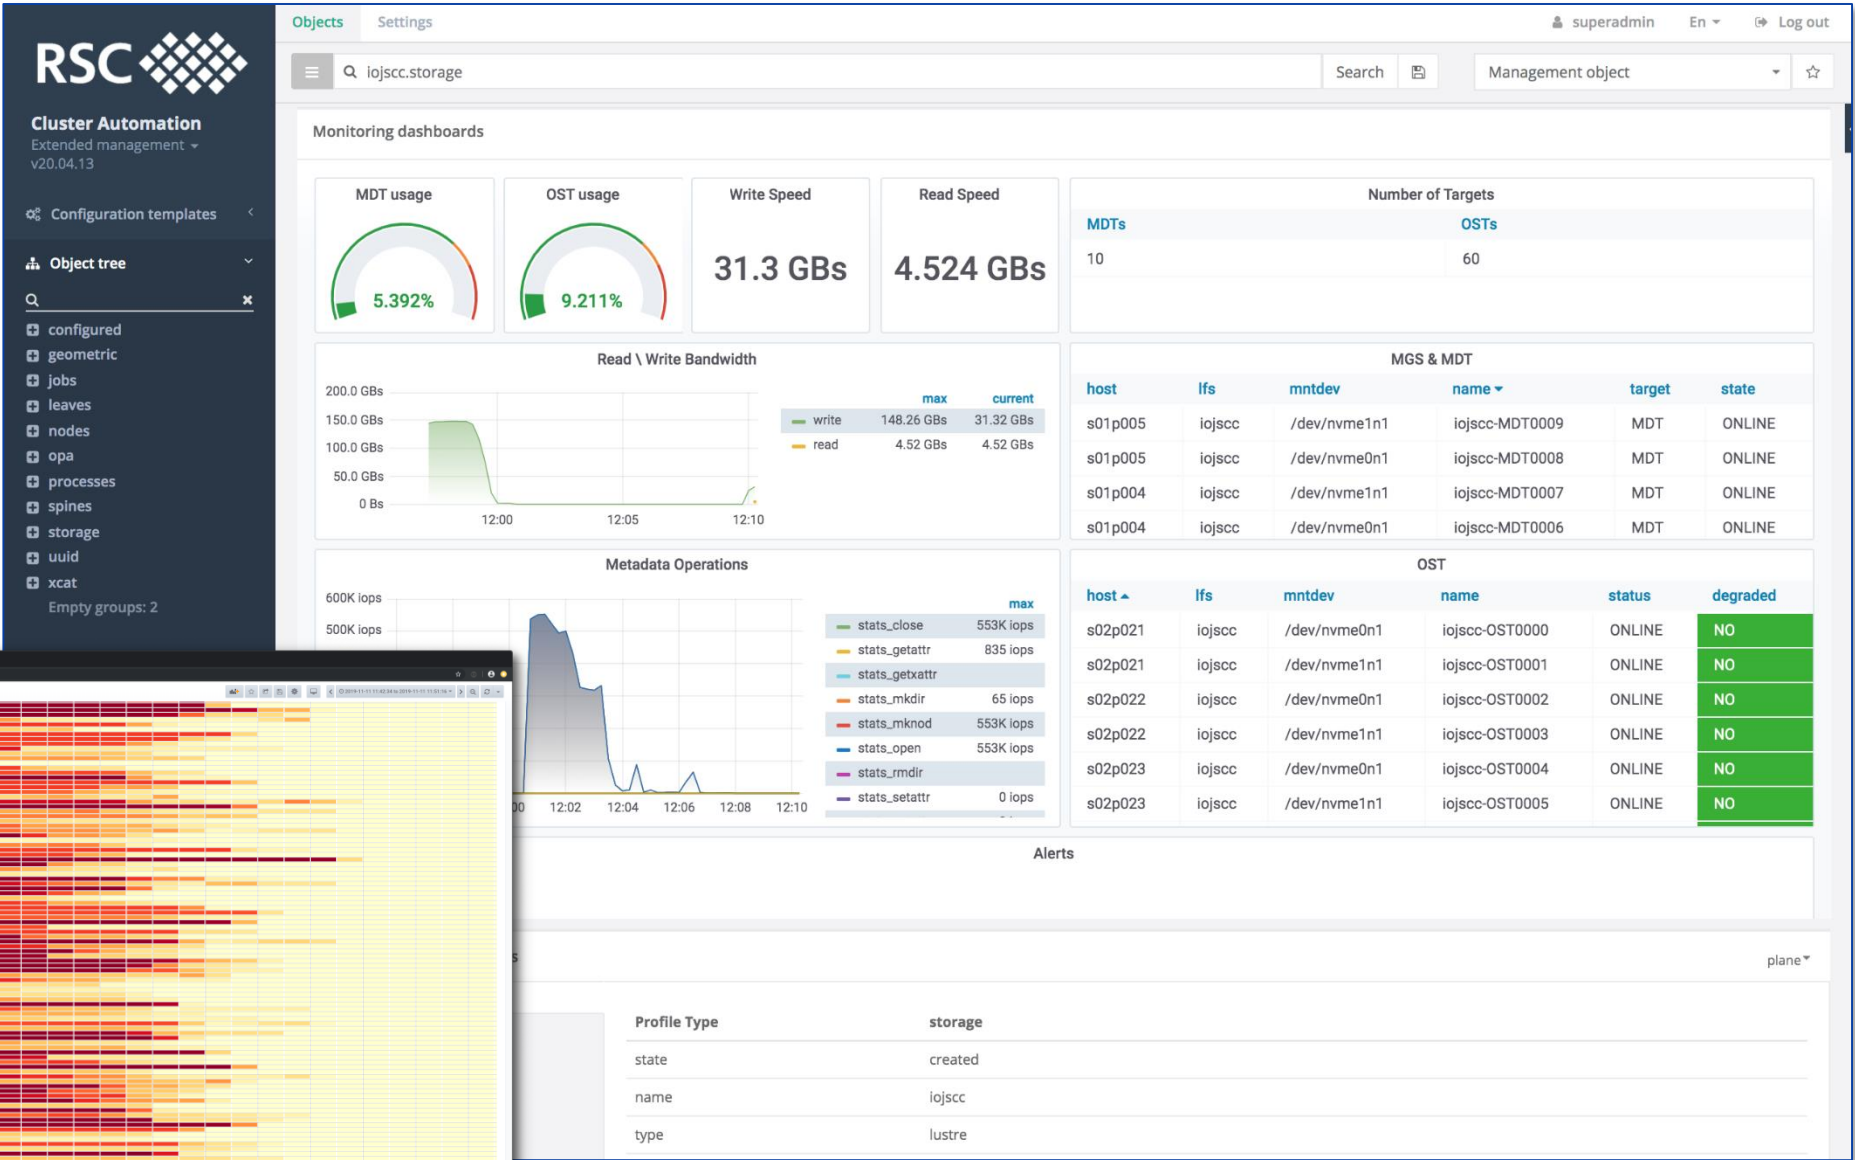 Objects Settings superadmin En Log out
RSC
iojscc.storage Search Management object
Cluster Automation
Extended management
v20.04.13
Configuration templates
Object tree
configured
geometric
jobs
leaves
nodes
opa
processes
spines
storage
uuid
xcat
Empty groups: 2
Monitoring dashboards
MDT usage
5.392%
OST usage
9.211%
Write Speed
31.3 GBs
Read Speed
4.524 GBs
Number of Targets
MDTs OSTs
10 60
Read \ Write Bandwidth
200.0 GBs
150.0 GBs
100.0 GBs
50.0 GBs
0 Bs
12:00 12:05 12:10
max current
write 148.26 GBs 31.32 GBs
read 4.52 GBs 4.52 GBs
MGS & MDT
host lfs mntdev name target state
s01p005 iojscc /dev/nvme1n1 iojscc-MDT0009 MDT ONLINE
s01p005 iojscc /dev/nvme0n1 iojscc-MDT0008 MDT ONLINE
s01p004 iojscc /dev/nvme1n1 iojscc-MDT0007 MDT ONLINE
s01p004 iojscc /dev/nvme0n1 iojscc-MDT0006 MDT ONLINE
Metadata Operations
600K iops
500K iops
00 12:02 12:04 12:06 12:08 12:10
max
stats_close 553K iops
stats_getattr 835 iops
stats_getxattr
stats_mkdir 65 iops
stats_mknod 553K iops
stats_open 553K iops
stats_rmdir
stats_setattr 0 iops
OST
host lfs mntdev name status degraded
s02p021 iojscc /dev/nvme0n1 iojscc-OST0000 ONLINE NO
s02p021 iojscc /dev/nvme1n1 iojscc-OST0001 ONLINE NO
s02p022 iojscc /dev/nvme0n1 iojscc-OST0002 ONLINE NO
s02p022 iojscc /dev/nvme1n1 iojscc-OST0003 ONLINE NO
s02p023 iojscc /dev/nvme0n1 iojscc-OST0004 ONLINE NO
s02p023 iojscc /dev/nvme1n1 iojscc-OST0005 ONLINE NO
Alerts
s plane
Profile Type storage
state created
name iojscc
type lustre